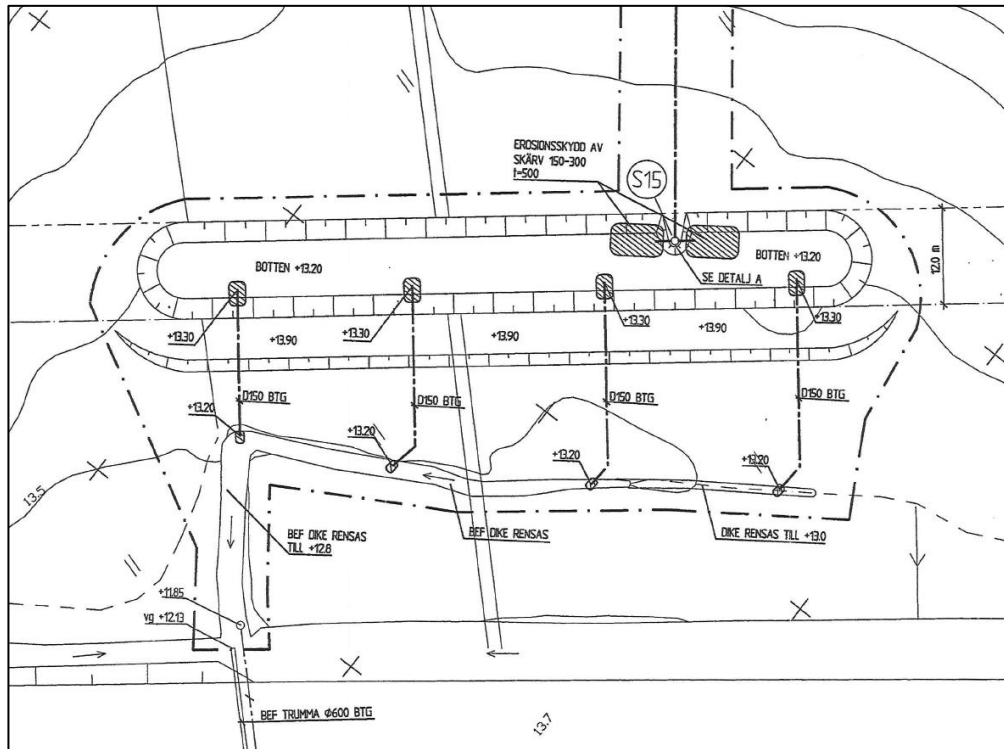 EROSIONSSKYDD AV
SKÄRV 150-300
t=500
S15
BOTTEN +13.20
BOTTEN +13.20
SE DETALJ A
12.0 m
+13.30
+13.30
+13.30
+13.30
+13.90
+13.90
+13.90
D150 BTG
D150 BTG
D150 BTG
D150 BTG
+13.20
+13.20
+13.20
+13.20
13.5
BEF DIKE RENSAS
TILL +12.8
BEF DIKE RENSAS
DIKE RENSAS TILL +13.0
+11.85
vg +12.13
BEF TRUMMA Φ600 BTG
13.7